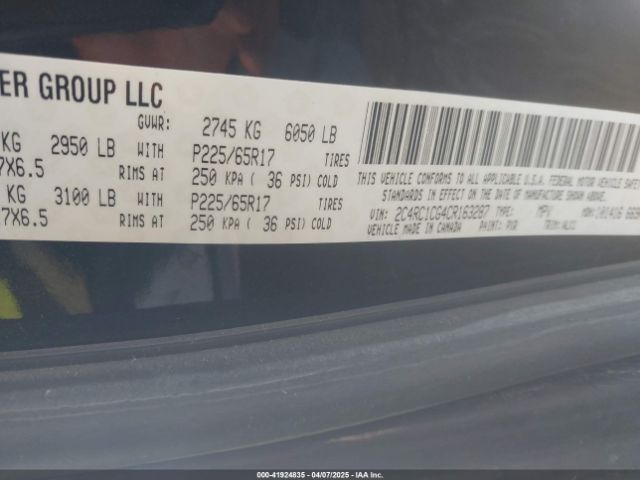 ER GROUP LLC
GVWR: 2745 KG 6050 LB
KG 2950 LB WITH P225/65R17 TIRES
7X6.5 RIMS AT 250 KPA ( 36 PSI) COLD
KG 3100 LB WITH P225/65R17 TIRES
7X6.5 RIMS AT 250 KPA ( 36 PSI) COLD
THIS VEHICLE CONFORMS TO ALL APPLICABLE U.S.A. FEDERAL MOTOR VEHICLE SAFETY
STANDARDS IN EFFECT ON THE DATE OF MANUFACTURE SHOWN ABOVE.
VIN: 2C4RC1CG4CR163287 TYPE: MPV MDH:
VEHICLE MADE IN CANADA PAINT: PXR TRIM:
000-41924835 - 04/07/2025 - IAA Inc.